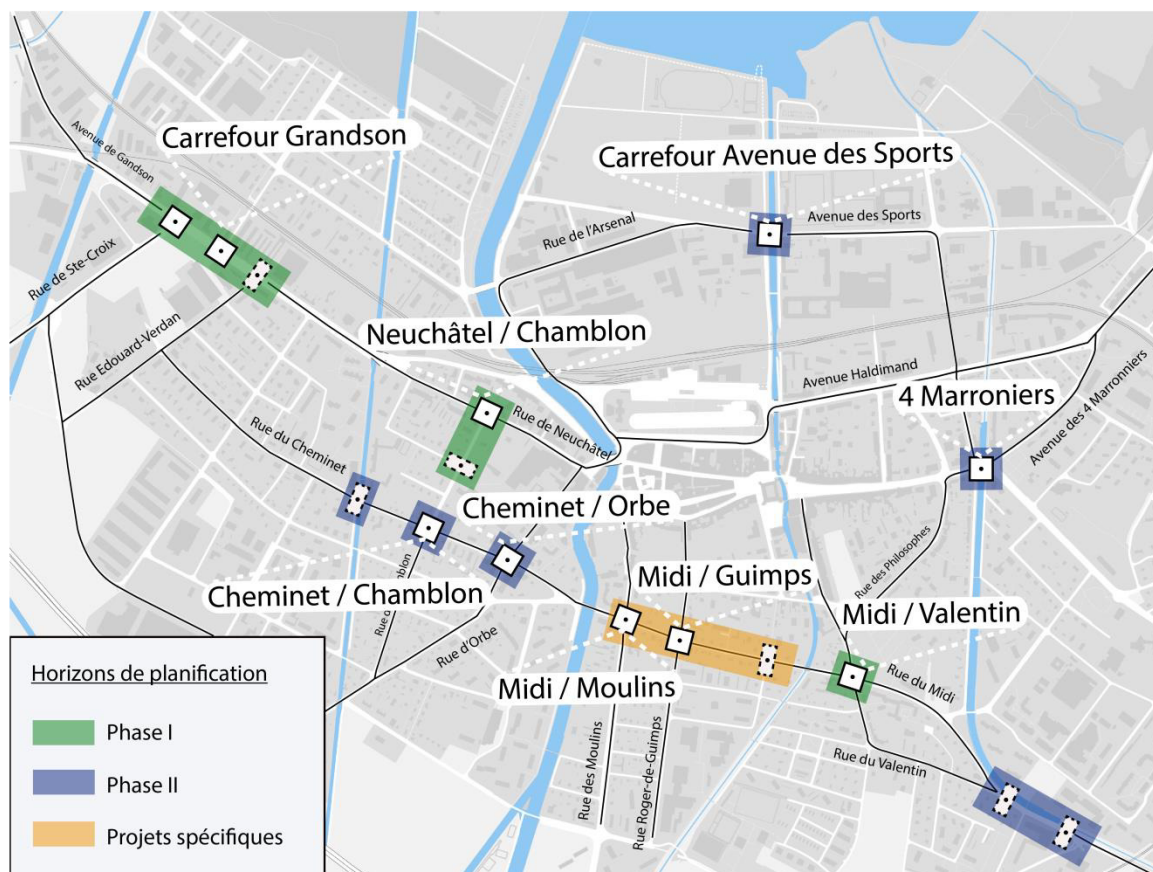 Carrefour Grandson
Carrefour Avenue des Sports
Avenue de Gandson
Avenue des Sports
Rue de l'Arsenal
Rue de Ste-Croix
Neuchâtel / Chamblon
Rue Edouard-Verdan
Avenue Haldimand
4 Marroniers
Rue de Neuchâtel
Avenue des 4 Marronniers
Rue du Cheminet
Cheminet / Orbe
Rue des Philosophes
Midi / Guimps
Cheminet / Chamblon
Midi / Valentin
Rue d'Orbe
Rue du Midi
Midi / Moulins
Rue du Valentin
Rue des Moulins
Rue Roger-de-Guimps
Horizons de planification
Phase I
Phase II
Projets spécifiques